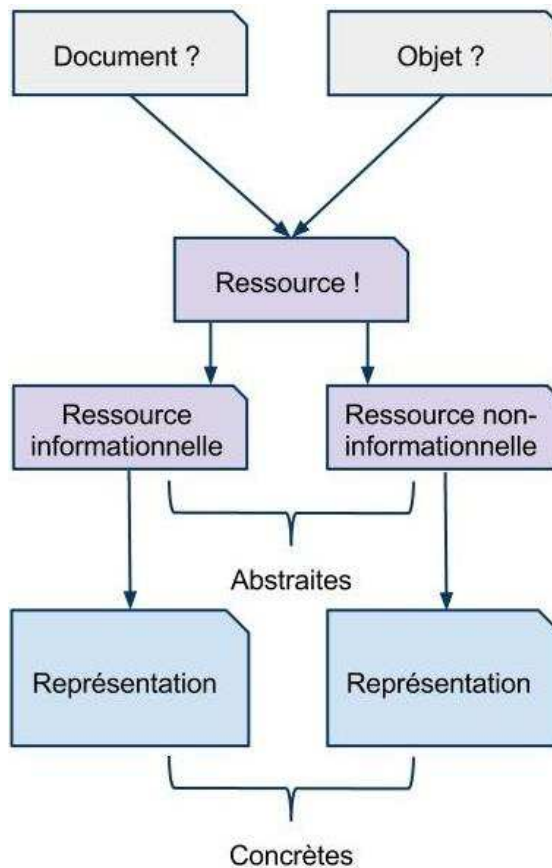 Document ?
Objet ?
Ressource !
Ressource
informationnelle
Ressource non-
informationnelle
Abstraites
Représentation
Représentation
Concrètes